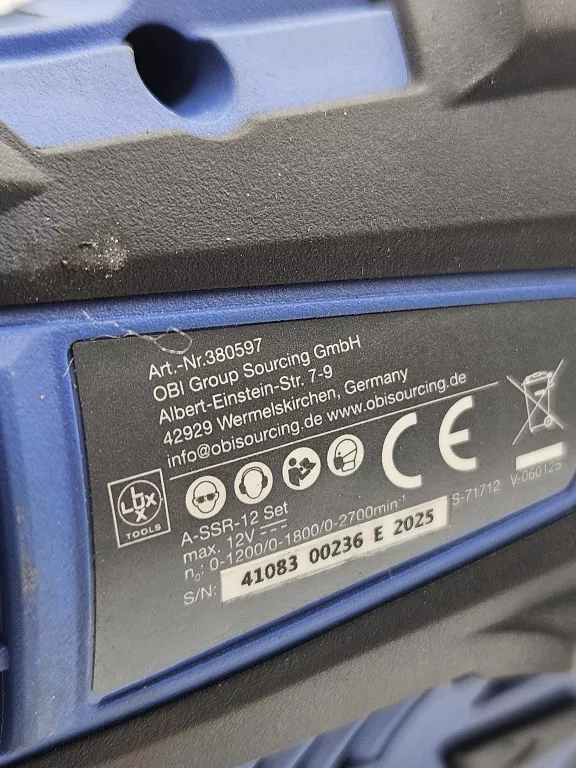 Art.-Nr.380597
OBI Group Sourcing GmbH
Albert-Einstein-Str. 7-9
42929 Wermelskirchen, Germany
info@obisourcing.de www.obisourcing.de
LUX
TOOLS
CE
A-SSR-12 Set
max. 12V
n₀: 0-1200/0-1800/0-2700min⁻¹
S/N: 41083 00236 E 2025
S-71712
V-060125